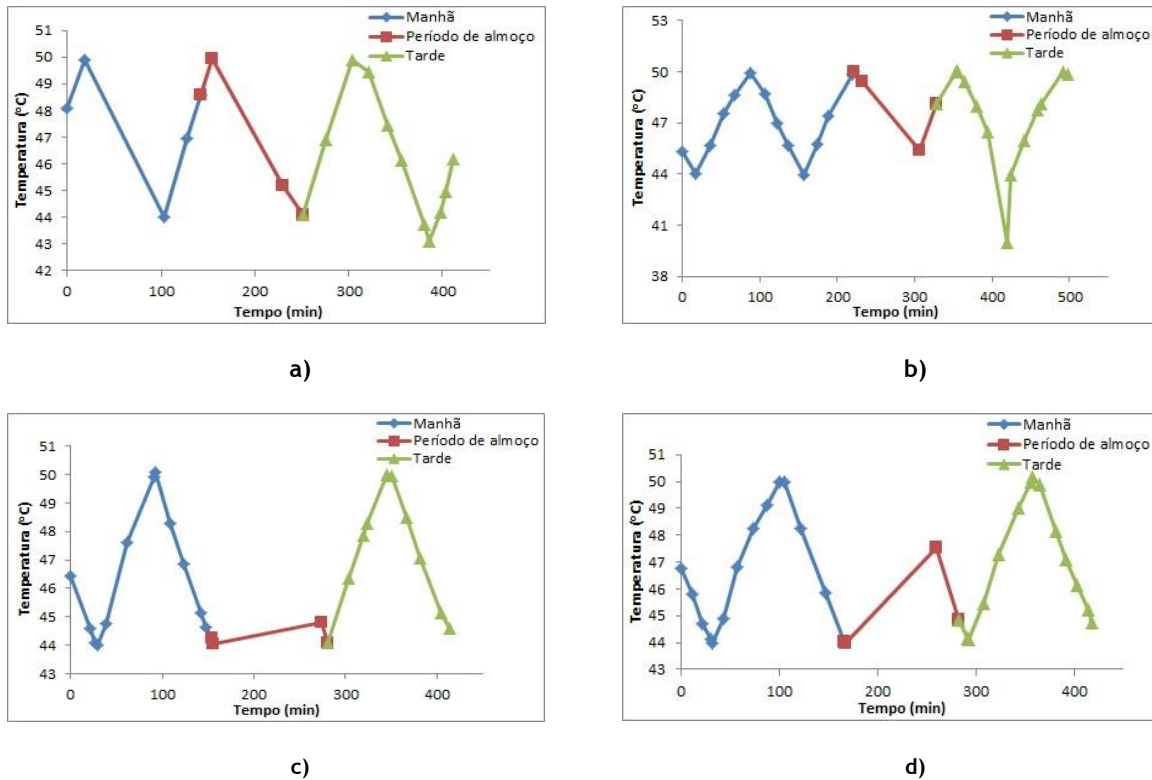 Manhã
Período de almoço
Tarde
51
50
49
48
47
46
45
44
43
42
Temperatura (°C)
0 100 200 300 400
Tempo (min)
a)
Manhã
Período de almoço
Tarde
53
50
47
44
41
38
Temperatura (°C)
0 100 200 300 400 500
Tempo (min)
b)
Manhã
Período de almoço
Tarde
51
50
49
48
47
46
45
44
43
Temperatura (°C)
0 100 200 300 400
Tempo (min)
c)
Manhã
Período de almoço
Tarde
51
50
49
48
47
46
45
44
43
Temperatura (°C)
0 100 200 300 400
Tempo (min)
d)